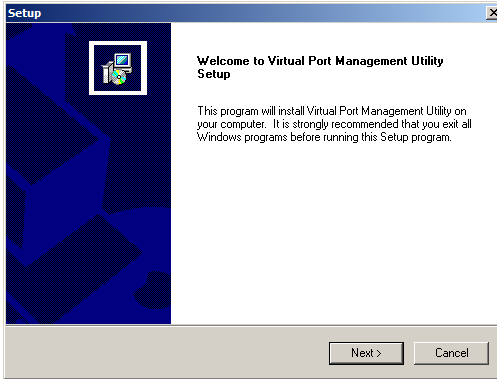 Setup
Welcome to Virtual Port Management Utility
Setup
This program will install Virtual Port Management Utility on
your computer. It is strongly recommended that you exit all
Windows programs before running this Setup program.
Next >
Cancel